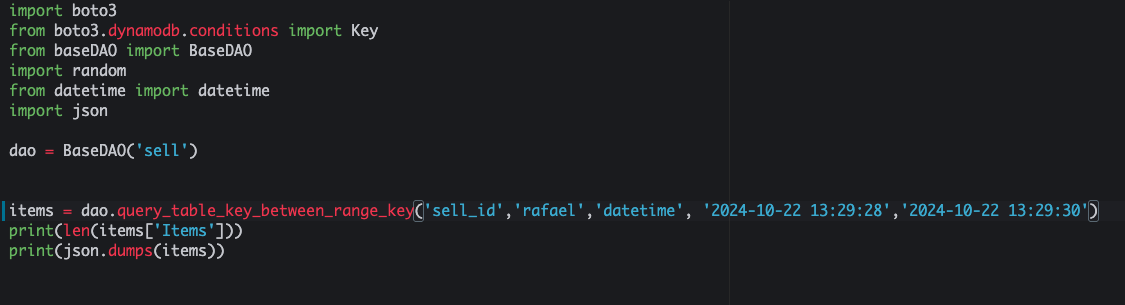 import boto3
from boto3.dynamodb.conditions import Key
from baseDAO import BaseDAO
import random
from datetime import datetime
import json
dao = BaseDAO('sell')
items = dao.query_table_key_between_range_key('sell_id','rafael','datetime', '2024-10-22 13:29:28','2024-10-22 13:29:30')
print(len(items['Items']))
print(json.dumps(items))